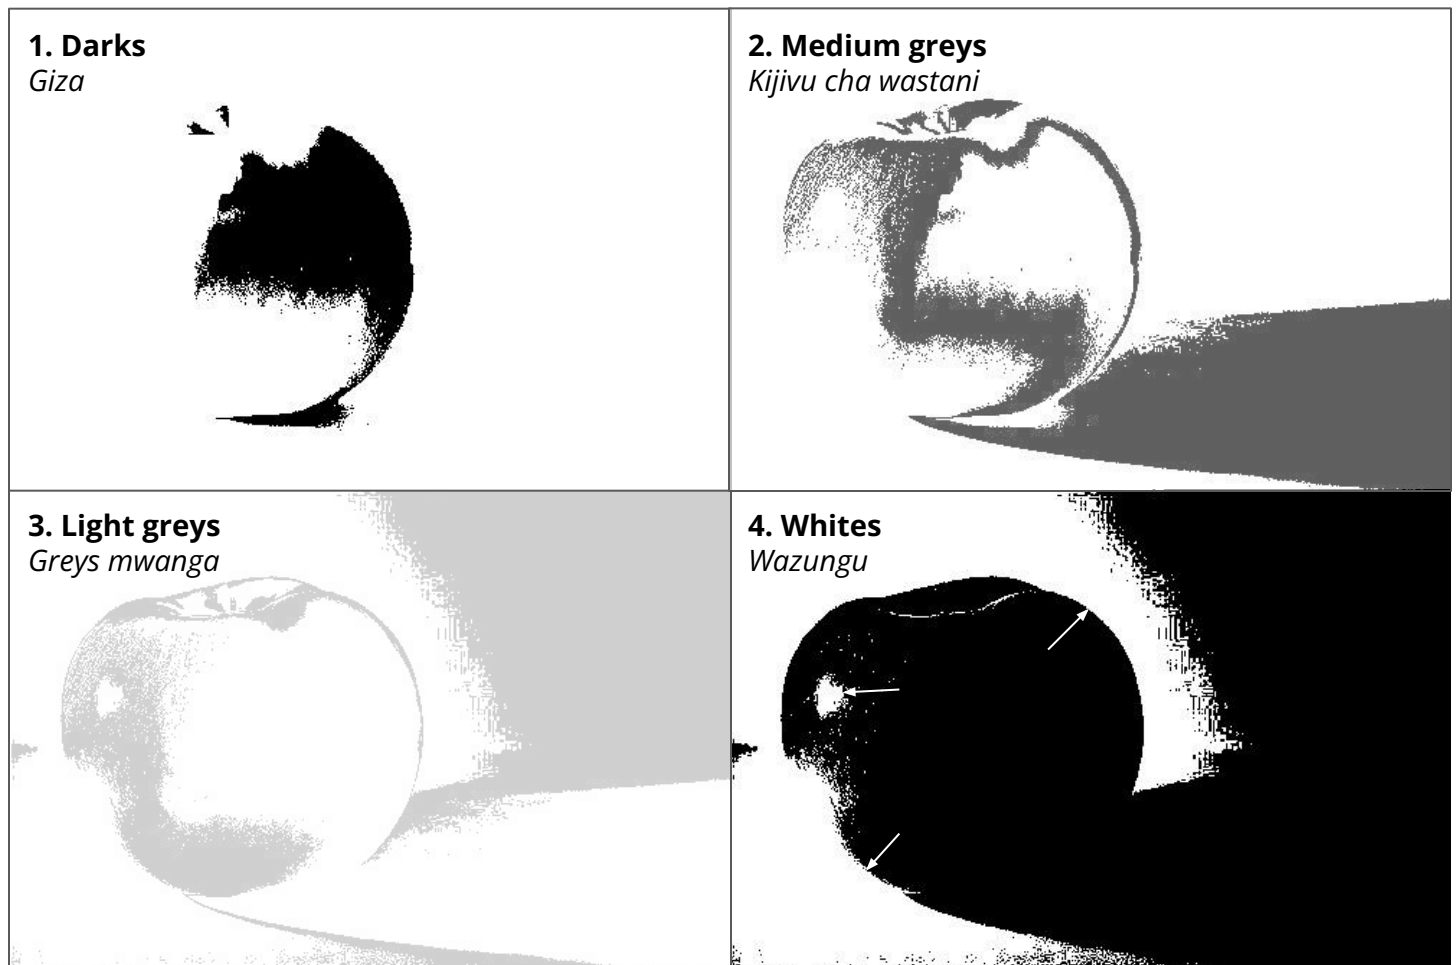 1. Darks
Giza
2. Medium greys
Kijivu cha wastani
3. Light greys
Greys mwanga
4. Whites
Wazungu